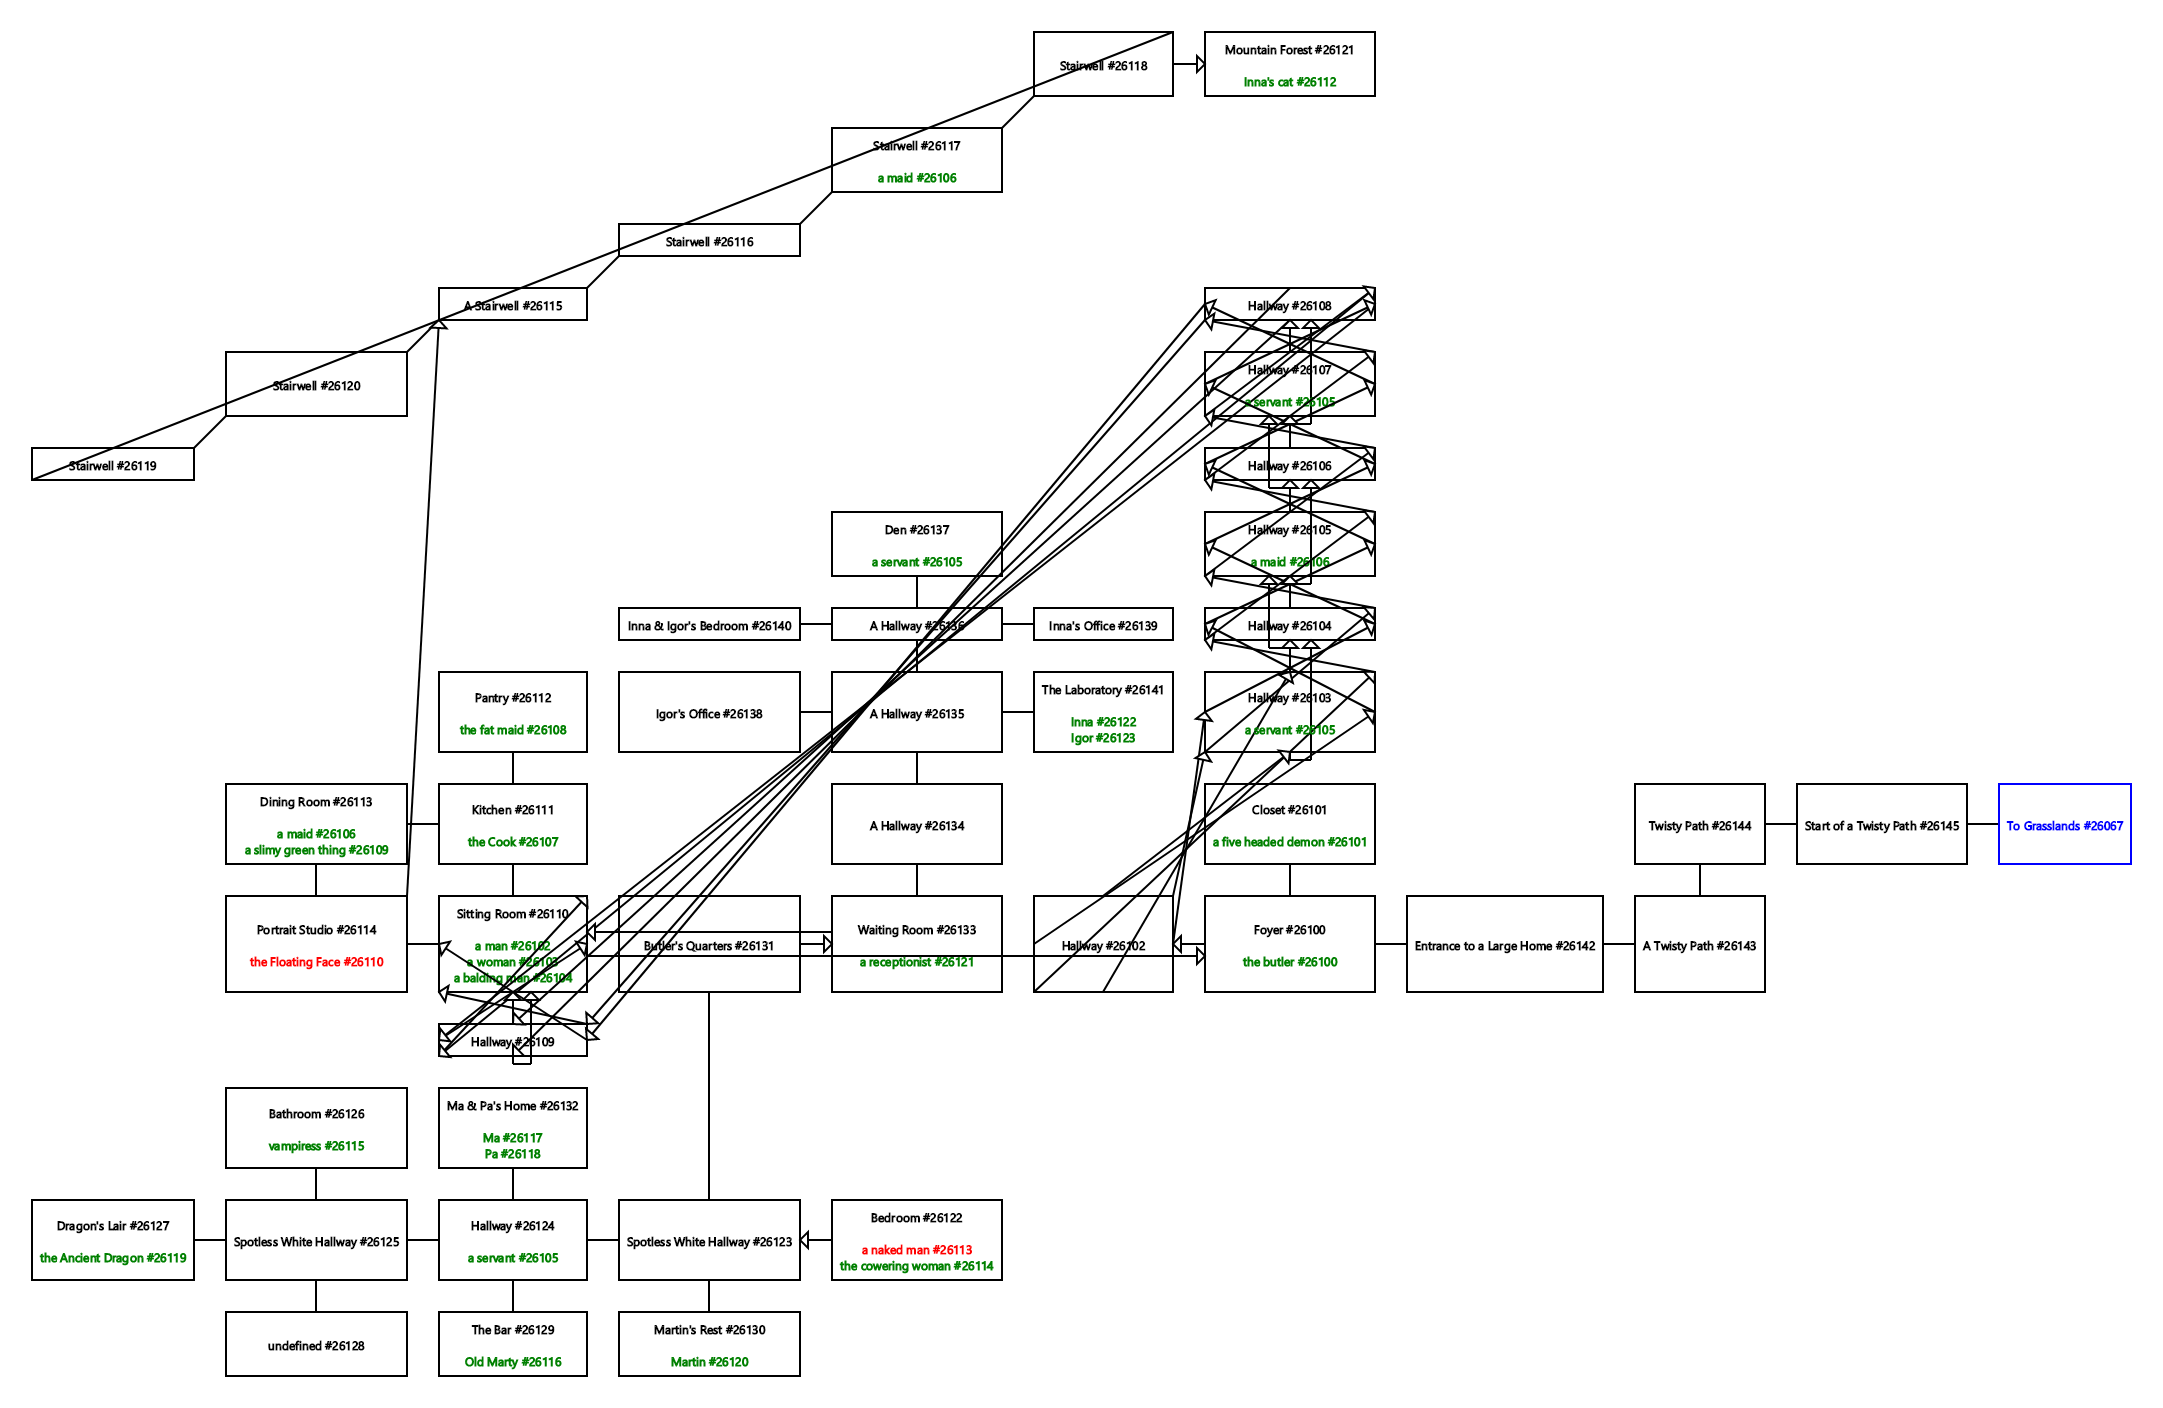 Stairwell #26118
Mountain Forest #26121
Inna's cat #26112
Stairwell #26117
a maid #26106
Stairwell #26116
A Stairwell #26115
Hallway #26108
Stairwell #26120
Hallway #26107
a servant #26105
Stairwell #26119
Hallway #26106
Den #26137
a servant #26105
Hallway #26105
a maid #26106
Inna & Igor's Bedroom #26140
A Hallway #26136
Inna's Office #26139
Hallway #26104
Pantry #26112
the fat maid #26108
Igor's Office #26138
A Hallway #26135
The Laboratory #26141
Inna #26122
Igor #26123
Hallway #26103
a servant #26105
Dining Room #26113
a maid #26106
a slimy green thing #26109
Kitchen #26111
the Cook #26107
A Hallway #26134
Closet #26101
a five headed demon #26101
Twisty Path #26144
Start of a Twisty Path #26145
To Grasslands #26067
Portrait Studio #26114
the Floating Face #26110
Sitting Room #26110
a man #26102
a woman #26103
a balding man #26104
Butler's Quarters #26131
Waiting Room #26133
a receptionist #26121
Hallway #26102
Foyer #26100
the butler #26100
Entrance to a Large Home #26142
A Twisty Path #26143
Hallway #26109
Bathroom #26126
vampiress #26115
Ma & Pa's Home #26132
Ma #26117
Pa #26118
Dragon's Lair #26127
the Ancient Dragon #26119
Spotless White Hallway #26125
Hallway #26124
a servant #26105
Spotless White Hallway #26123
Bedroom #26122
a naked man #26113
the cowering woman #26114
undefined #26128
The Bar #26129
Old Marty #26116
Martin's Rest #26130
Martin #26120